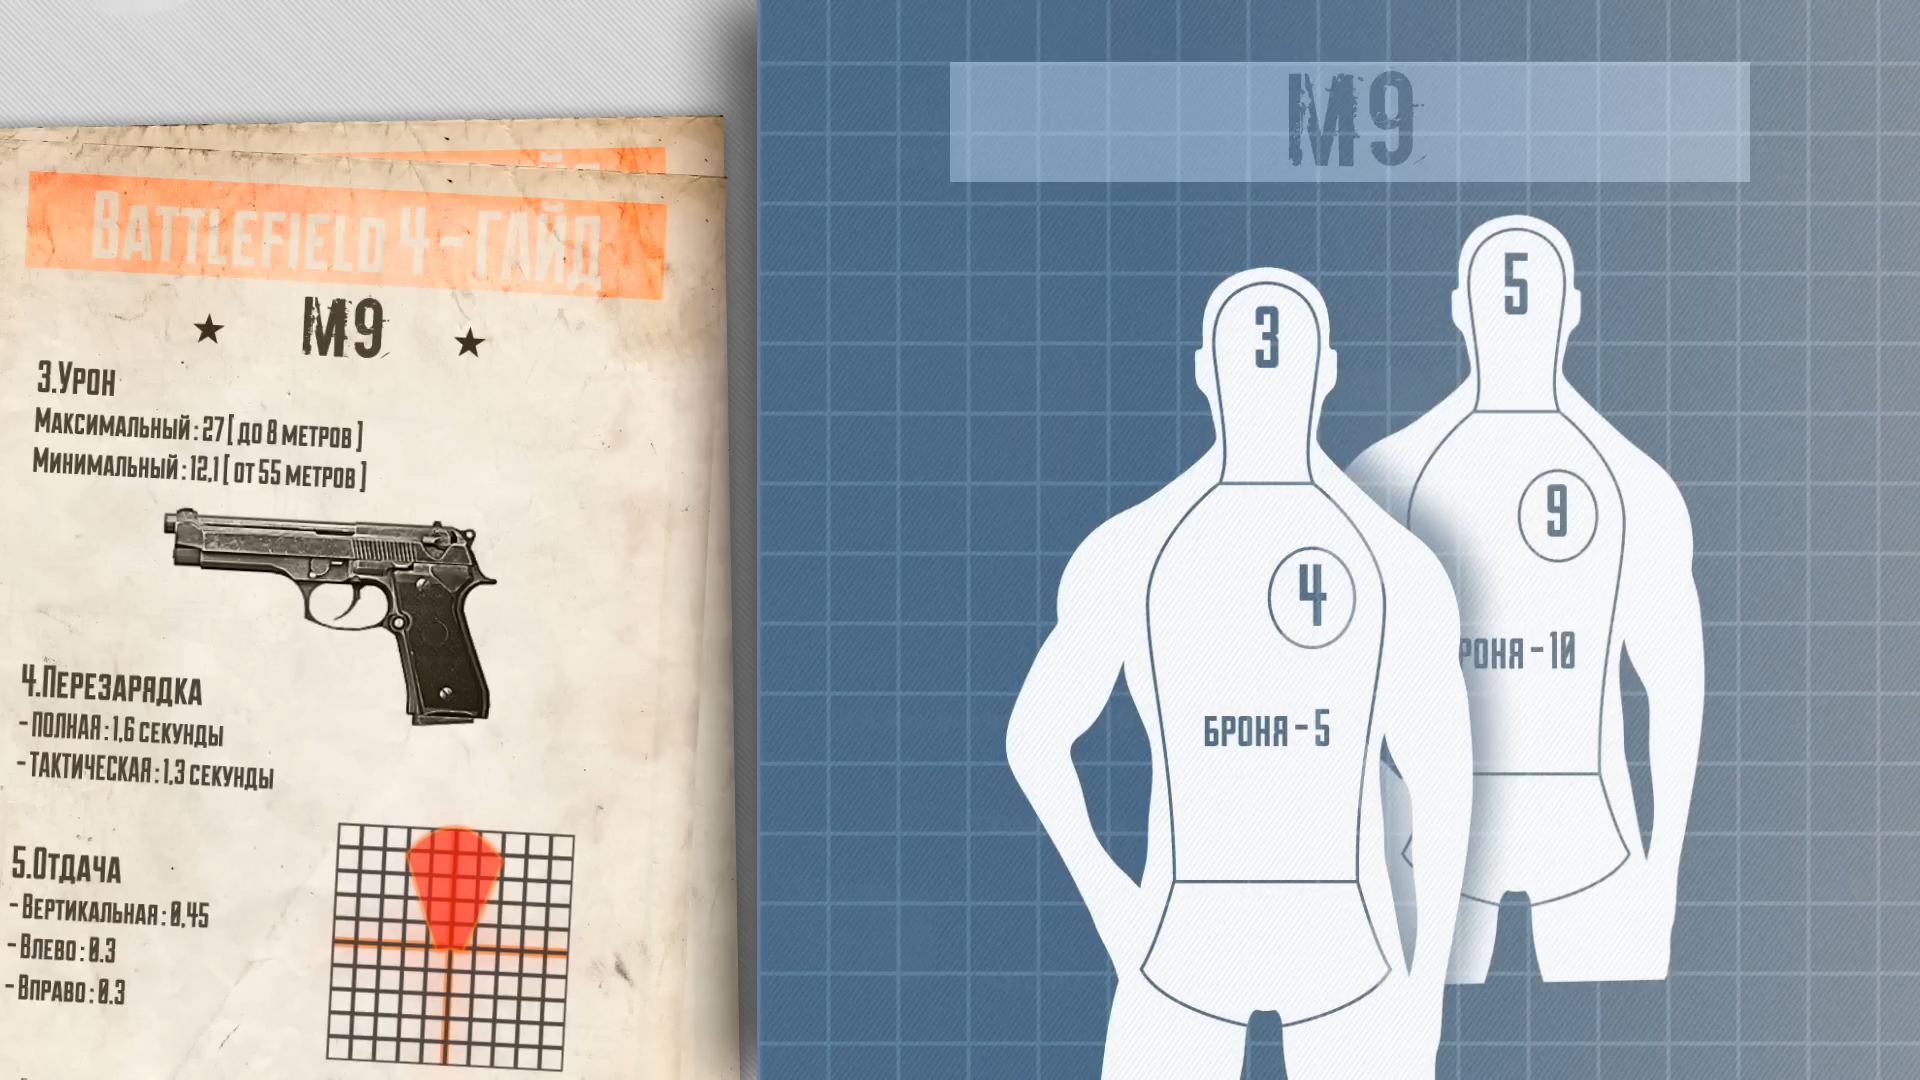 Battlefield 4 - гайд
M9
3.Урон
Максимальный : 27 [ до 8 метров ]
Минимальный : 12,1 [ от 55 метров ]
4.Перезарядка
- полная : 1,6 секунды
- тактическая : 1,3 секунды
5.Отдача
- Вертикальная : 0,45
- Влево : 0.3
- Вправо : 0.3
M9
3
4
БРОНЯ - 5
5
9
РОНЯ - 10